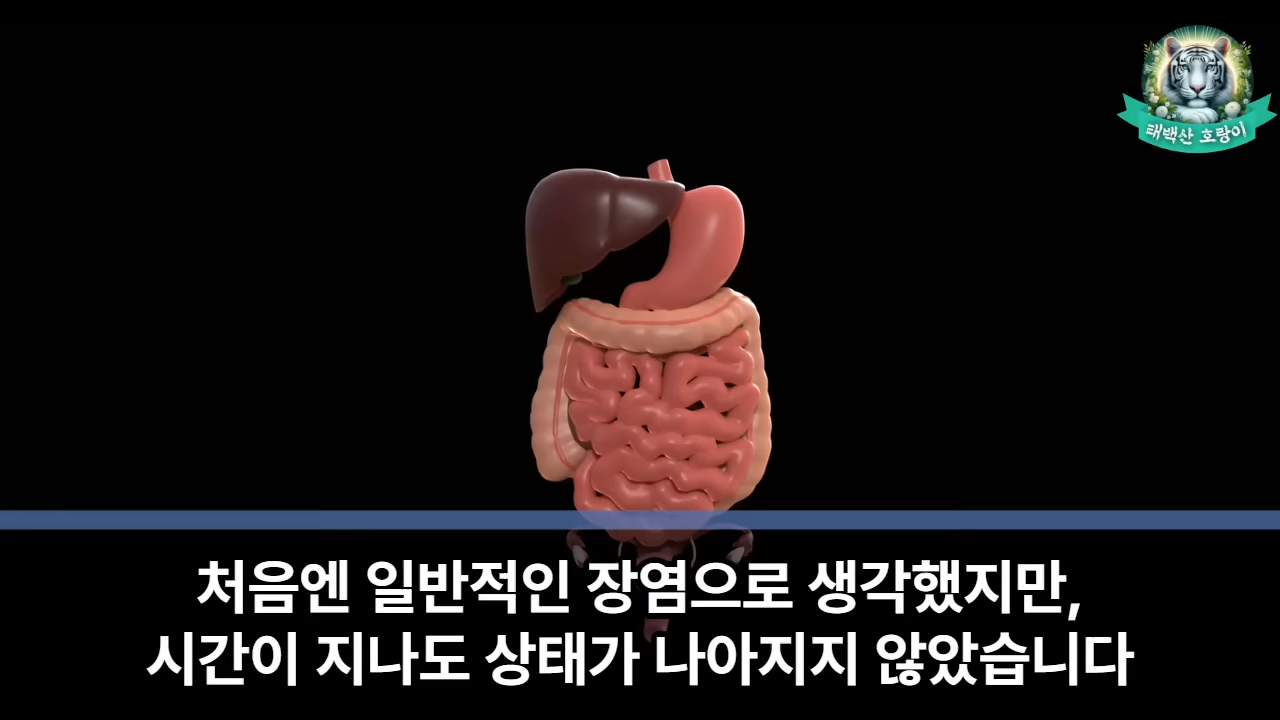 태백산 호랑이
처음엔 일반적인 장염으로 생각했지만,
시간이 지나도 상태가 나아지지 않았습니다